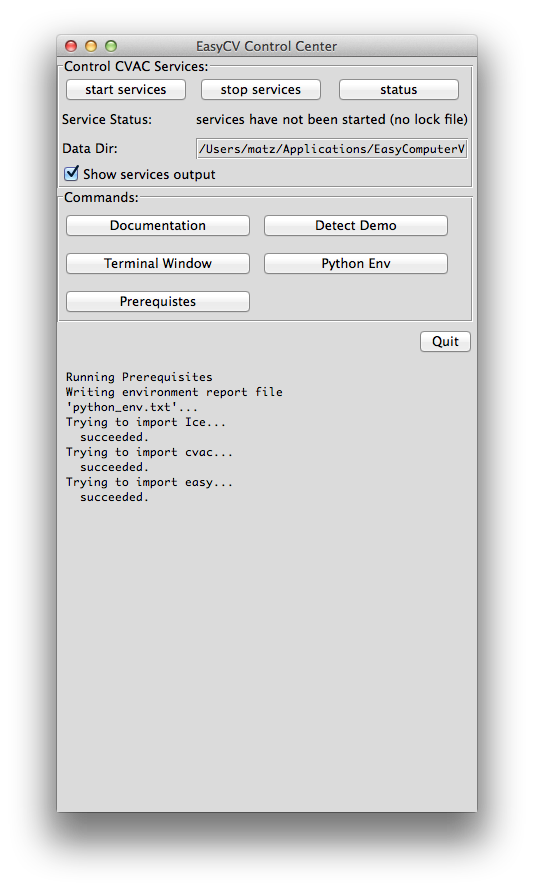 EasyCV Control Center
Control CVAC Services:
start services stop services status
Service Status: services have not been started (no lock file)
Data Dir: /Users/matz/Applications/EasyComputerV
Show services output
Commands:
Documentation Detect Demo
Terminal Window Python Env
Prerequistes
Quit
Running Prerequisites
Writing environment report file
'python_env.txt'...
Trying to import Ice...
succeeded.
Trying to import cvac...
succeeded.
Trying to import easy...
succeeded.